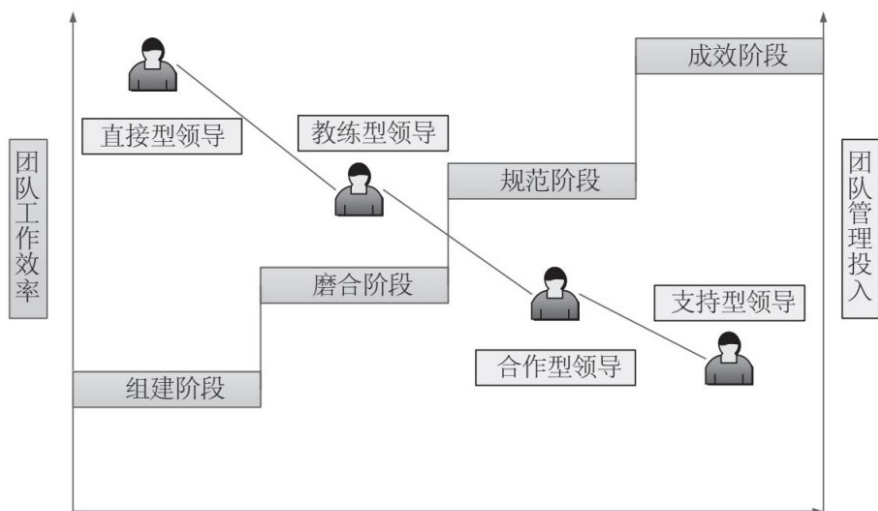 成效阶段
直接型领导
教练型领导
团队工作效率
规范阶段
团队管理投入
磨合阶段
支持型领导
合作型领导
组建阶段